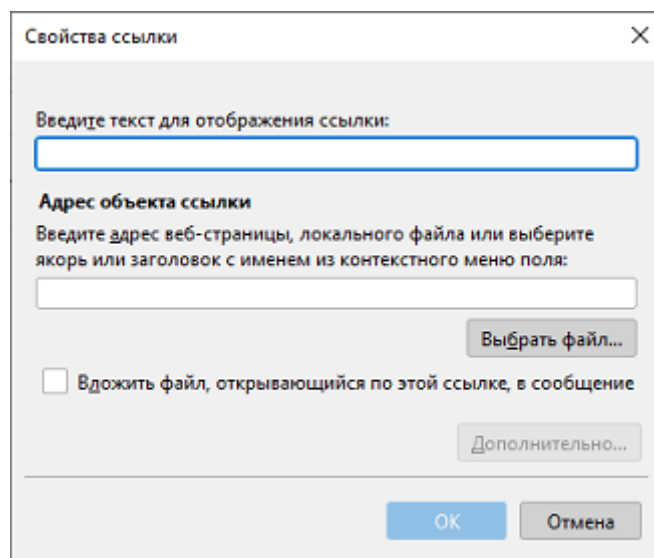 Свойства ссылки
Введите текст для отображения ссылки:
Адрес объекта ссылки
Введите адрес веб-страницы, локального файла или выберите
якорь или заголовок с именем из контекстного меню поля:
Выбрать файл...
Вложить файл, открывающийся по этой ссылке, в сообщение
Дополнительно...
ОК
Отмена